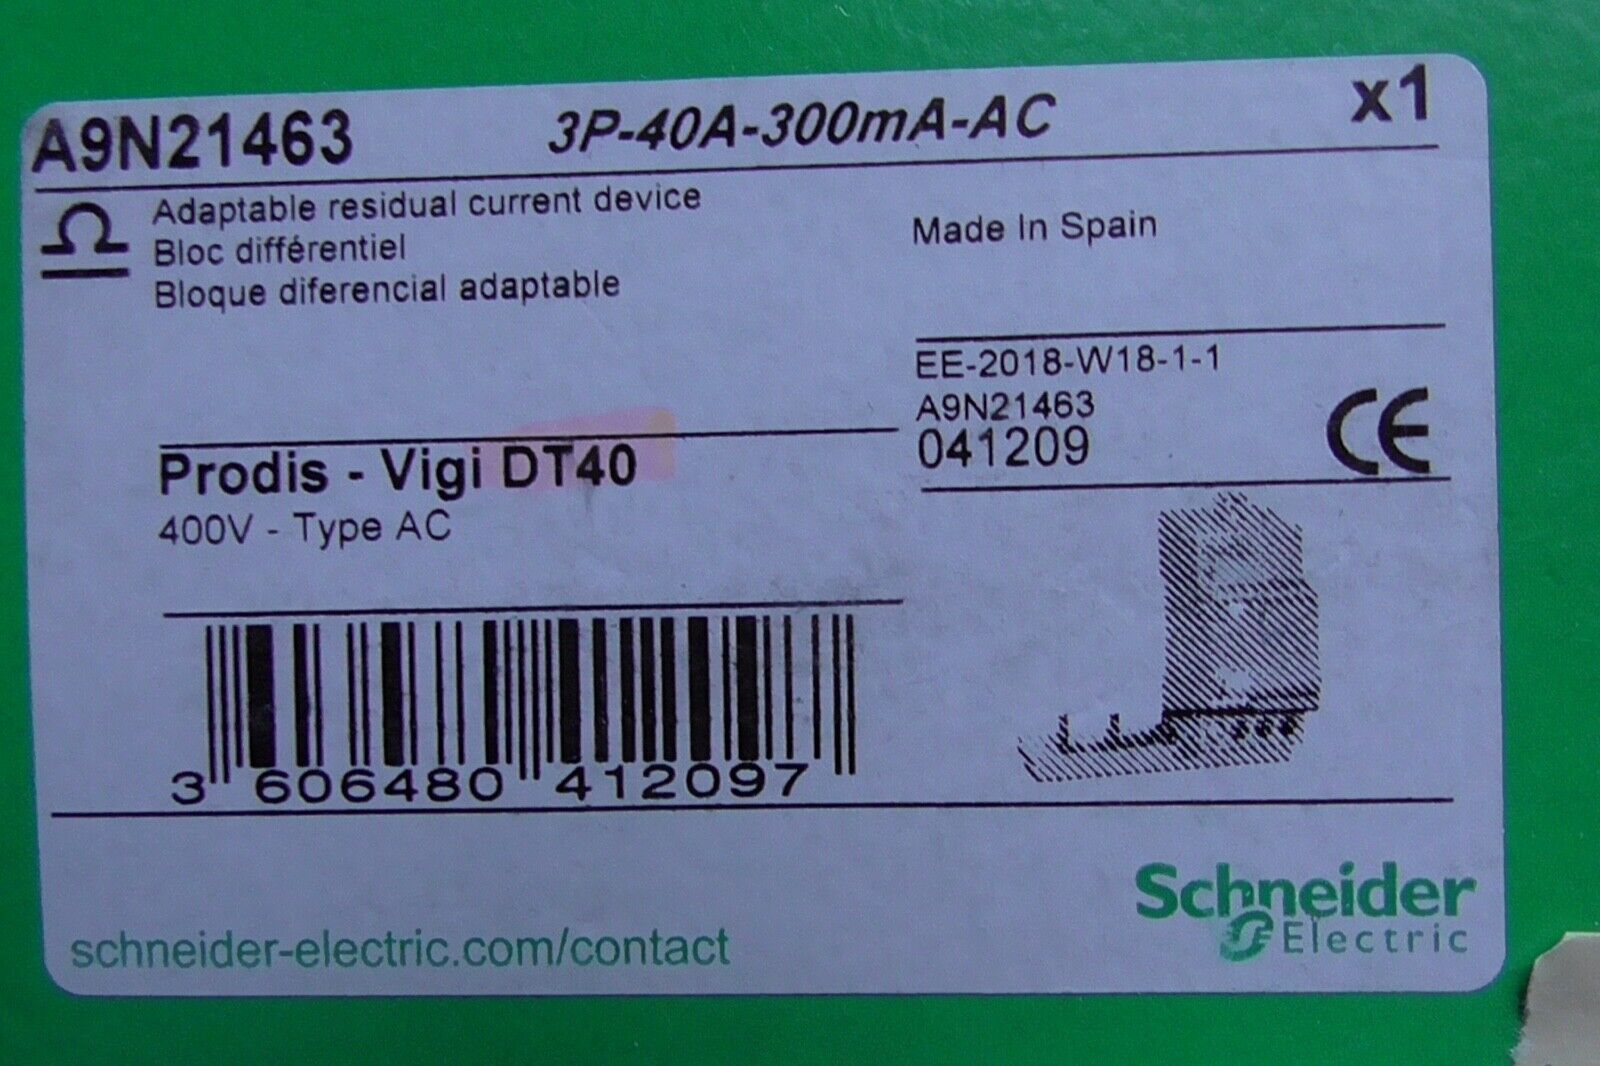 A9N21463 3P-40A-300mA-AC x1
Adaptable residual current device
Bloc différentiel
Bloque diferencial adaptable
Made In Spain
EE-2018-W18-1-1
A9N21463
041209
CE
Prodis - Vigi DT40
400V - Type AC
3 606480 412097
schneider-electric.com/contact
Schneider
Electric